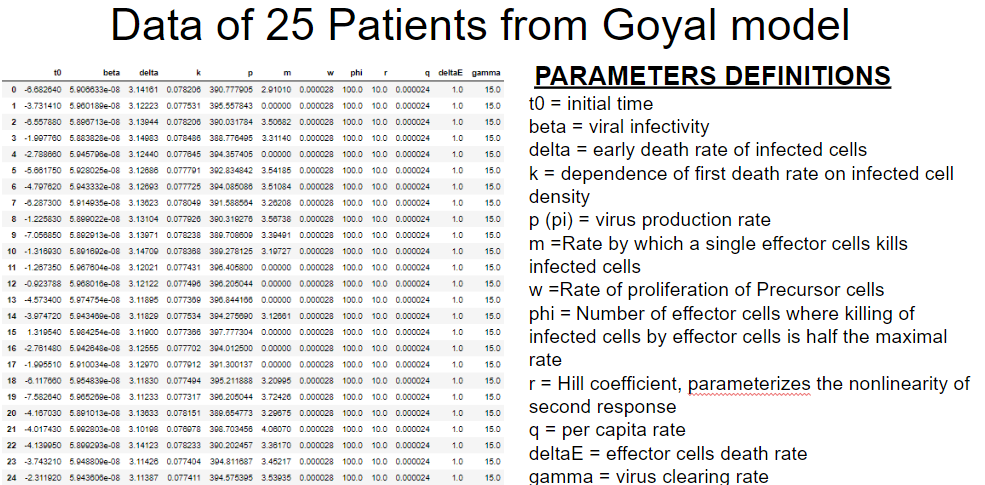 Data of 25 Patients from Goyal model
t0 beta delta k p m w phi r q deltaE gamma
0 -6.682640 5.906633e-08 3.14161 0.078206 390.777905 2.91010 0.000028 100.0 10.0 0.000024 1.0 15.0
1 -3.731410 5.960189e-08 3.12223 0.077531 395.557843 0.00000 0.000028 100.0 10.0 0.000024 1.0 15.0
2 -6.557880 5.896713e-08 3.13944 0.078206 390.031784 3.50682 0.000028 100.0 10.0 0.000024 1.0 15.0
3 -1.997760 5.883828e-08 3.14983 0.078486 388.776495 3.31140 0.000028 100.0 10.0 0.000024 1.0 15.0
4 -2.788660 5.945796e-08 3.12440 0.077645 394.357405 0.00000 0.000028 100.0 10.0 0.000024 1.0 15.0
5 -5.661750 5.928025e-08 3.12686 0.077791 392.834842 3.54185 0.000028 100.0 10.0 0.000024 1.0 15.0
6 -4.797620 5.943332e-08 3.12693 0.077725 394.085086 3.51084 0.000028 100.0 10.0 0.000024 1.0 15.0
7 -6.287300 5.914935e-08 3.13623 0.078049 391.588564 3.26208 0.000028 100.0 10.0 0.000024 1.0 15.0
8 -1.225830 5.899022e-08 3.13104 0.077926 390.319276 3.56738 0.000028 100.0 10.0 0.000024 1.0 15.0
9 -7.056850 5.892913e-08 3.13971 0.078238 389.708609 3.39491 0.000028 100.0 10.0 0.000024 1.0 15.0
10 -1.316930 5.891692e-08 3.14709 0.078368 389.278125 3.19727 0.000028 100.0 10.0 0.000024 1.0 15.0
11 -1.267350 5.967604e-08 3.12021 0.077431 396.405800 0.00000 0.000028 100.0 10.0 0.000024 1.0 15.0
12 -0.923788 5.968016e-08 3.12122 0.077496 396.205044 0.00000 0.000028 100.0 10.0 0.000024 1.0 15.0
13 -4.573400 5.974754e-08 3.11895 0.077369 396.844166 0.00000 0.000028 100.0 10.0 0.000024 1.0 15.0
14 -3.974720 5.943469e-08 3.11829 0.077534 394.275690 3.12661 0.000028 100.0 10.0 0.000024 1.0 15.0
15 1.319540 5.984254e-08 3.11900 0.077366 397.777304 0.00000 0.000028 100.0 10.0 0.000024 1.0 15.0
16 -2.761480 5.942648e-08 3.12555 0.077702 394.012500 0.00000 0.000028 100.0 10.0 0.000024 1.0 15.0
17 -1.995510 5.910034e-08 3.12970 0.077912 391.300137 0.00000 0.000028 100.0 10.0 0.000024 1.0 15.0
18 -6.117660 5.954839e-08 3.11830 0.077494 395.211888 3.20995 0.000028 100.0 10.0 0.000024 1.0 15.0
19 -7.582640 5.965269e-08 3.11233 0.077317 396.205044 3.72426 0.000028 100.0 10.0 0.000024 1.0 15.0
20 -4.167030 5.891013e-08 3.13633 0.078151 389.654773 3.29675 0.000028 100.0 10.0 0.000024 1.0 15.0
21 -4.017430 5.992803e-08 3.10198 0.076978 398.703456 4.06070 0.000028 100.0 10.0 0.000024 1.0 15.0
22 -4.139950 5.899293e-08 3.14123 0.078233 390.202457 3.36170 0.000028 100.0 10.0 0.000024 1.0 15.0
23 -3.743210 5.948809e-08 3.11426 0.077404 394.811687 3.45217 0.000028 100.0 10.0 0.000024 1.0 15.0
24 -2.311920 5.943606e-08 3.11387 0.077411 394.575395 3.53935 0.000028 100.0 10.0 0.000024 1.0 15.0
PARAMETERS DEFINITIONS
t0 = initial time
beta = viral infectivity
delta = early death rate of infected cells
k = dependence of first death rate on infected cell
density
p (pi) = virus production rate
m =Rate by which a single effector cells kills
infected cells
w =Rate of proliferation of Precursor cells
phi = Number of effector cells where killing of
infected cells by effector cells is half the maximal
rate
r = Hill coefficient, parameterizes the nonlinearity of
second response
q = per capita rate
deltaE = effector cells death rate
gamma = virus clearing rate